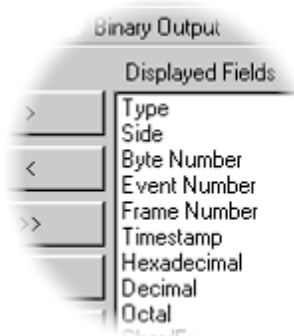 Binary Output
Displayed Fields
>
Type
Side
<
Byte Number
Event Number
>>
Frame Number
Timestamp
Hexadecimal
Decimal
Octal